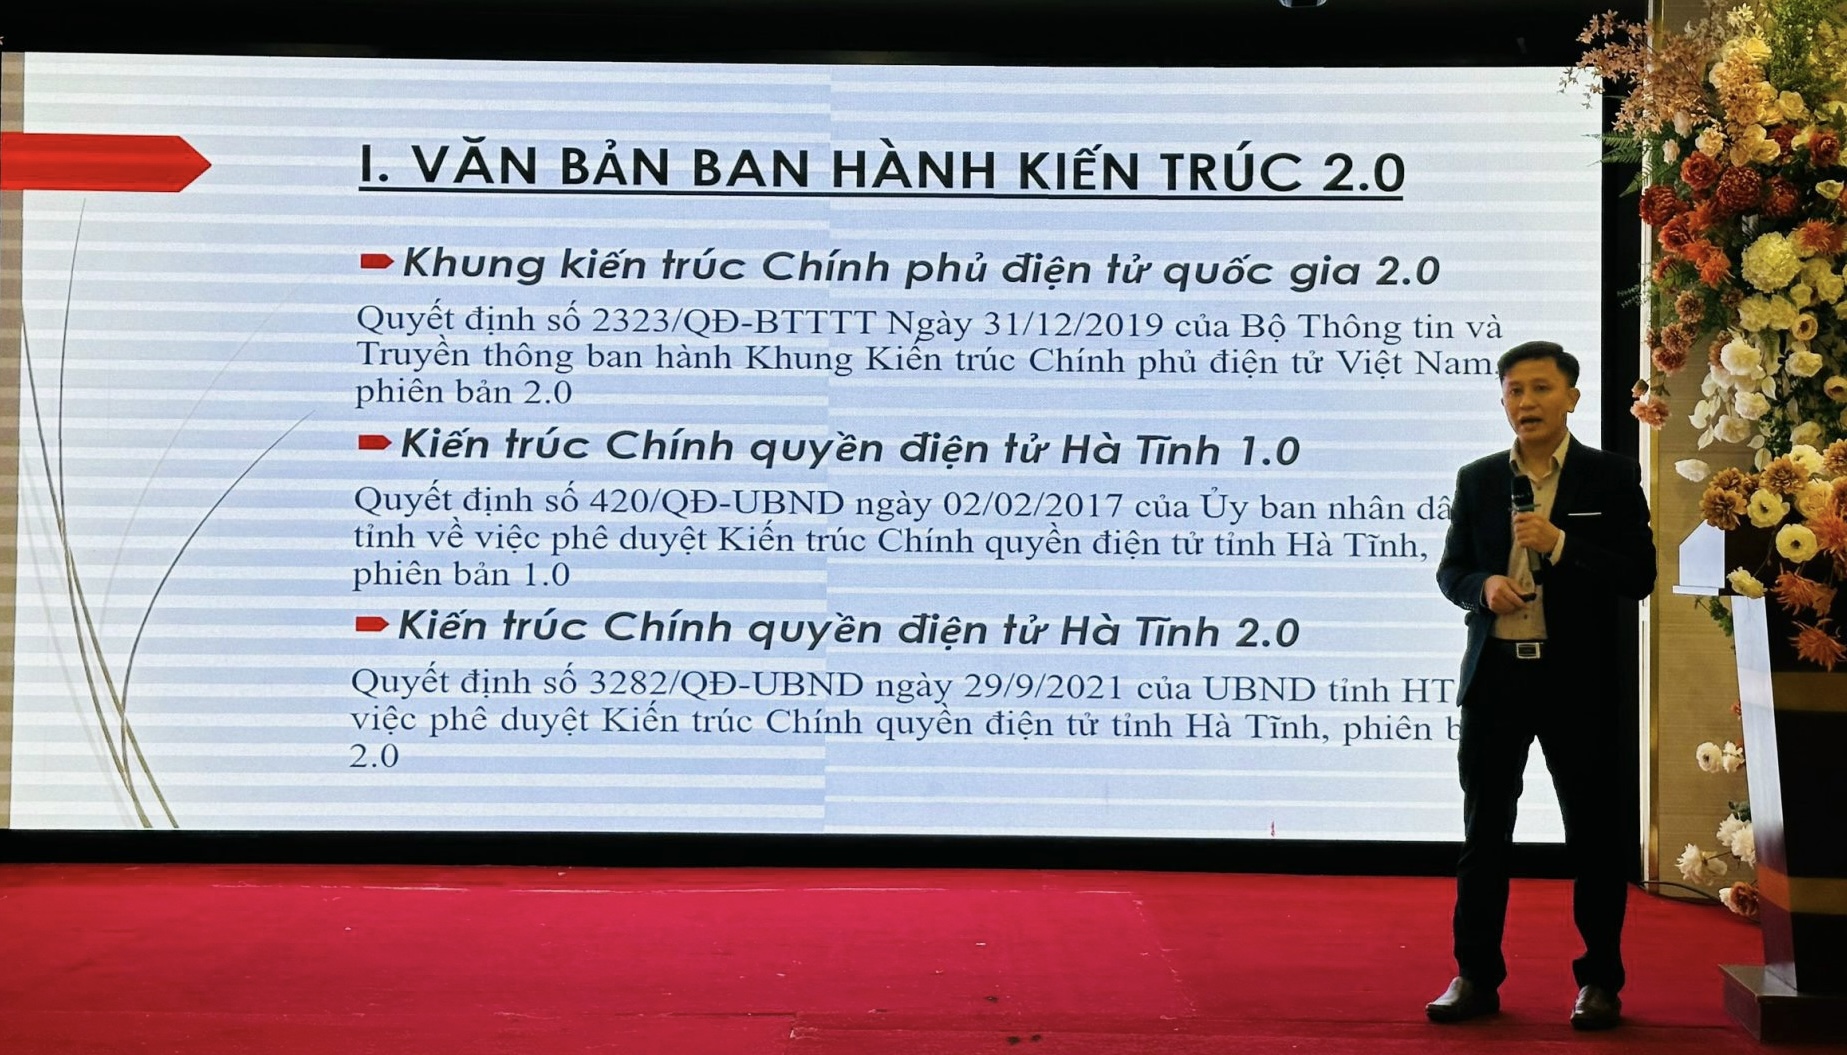 I. VĂN BẢN BAN HÀNH KIẾN TRÚC 2.0
Khung kiến trúc Chính phủ điện tử quốc gia 2.0
Quyết định số 2323/QĐ-BTTTT Ngày 31/12/2019 của Bộ Thông tin và
Truyền thông ban hành Khung Kiến trúc Chính phủ điện tử Việt Nam,
phiên bản 2.0
Kiến trúc Chính quyền điện tử Hà Tĩnh 1.0
Quyết định số 420/QĐ-UBND ngày 02/02/2017 của Ủy ban nhân
tỉnh về việc phê duyệt Kiến trúc Chính quyền điện tử tỉnh Hà Tĩnh,
phiên bản 1.0
Kiến trúc Chính quyền điện tử Hà Tĩnh 2.0
Quyết định số 3282/QĐ-UBND ngày 29/9/2021 của UBND tỉnh HT
việc phê duyệt Kiến trúc Chính quyền điện tử tỉnh Hà Tĩnh, phiên
2.0